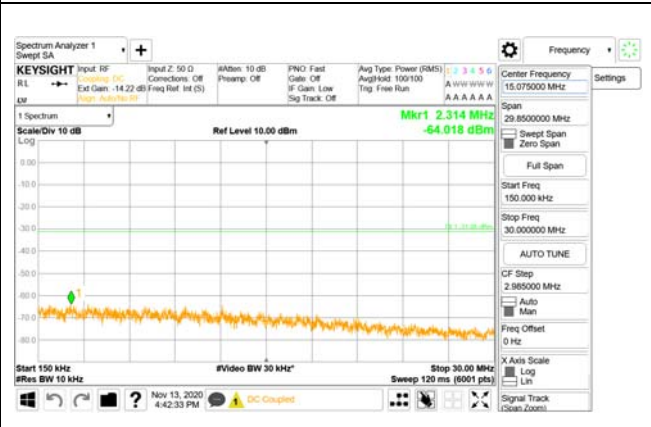 Spectrum Analyzer 1
Swept SA
+
Frequency
KEYSIGHT
Input: RF
Coupling: DC
Ext Gain: -14.22 dB
Align: Auto/No RF
Input Z: 50 Ω
Corrections: Off
Freq Ref: Int (S)
#Atten: 10 dB
Preamp: Off
PNO: Fast
Gate: Off
IF Gain: Low
Sig Track: Off
Avg Type: Power (RMS)
Avg|Hold: 100/100
Trig: Free Run
1 2 3 4 5 6
A W W W W W
A A A A A A
RL
LXI
1 Spectrum
Scale/Div 10 dB
Ref Level 10.00 dBm
Mkr1 2.314 MHz
-64.018 dBm
Log
0.00
-10.0
-20.0
-30.0
-40.0
-50.0
-60.0
-70.0
-80.0
1
Start 150 kHz
#Res BW 10 kHz
#Video BW 30 kHz*
Stop 30.00 MHz
Sweep 120 ms (6001 pts)
Nov 13, 2020
4:42:33 PM
DC Coupled
Center Frequency
15.075000 MHz
Settings
Span
29.8500000 MHz
Swept Span
Zero Span
Full Span
Start Freq
150.000 kHz
Stop Freq
30.000000 MHz
AUTO TUNE
CF Step
2.985000 MHz
Auto
Man
Freq Offset
0 Hz
X Axis Scale
Log
Lin
Signal Track
(Span Zoom)